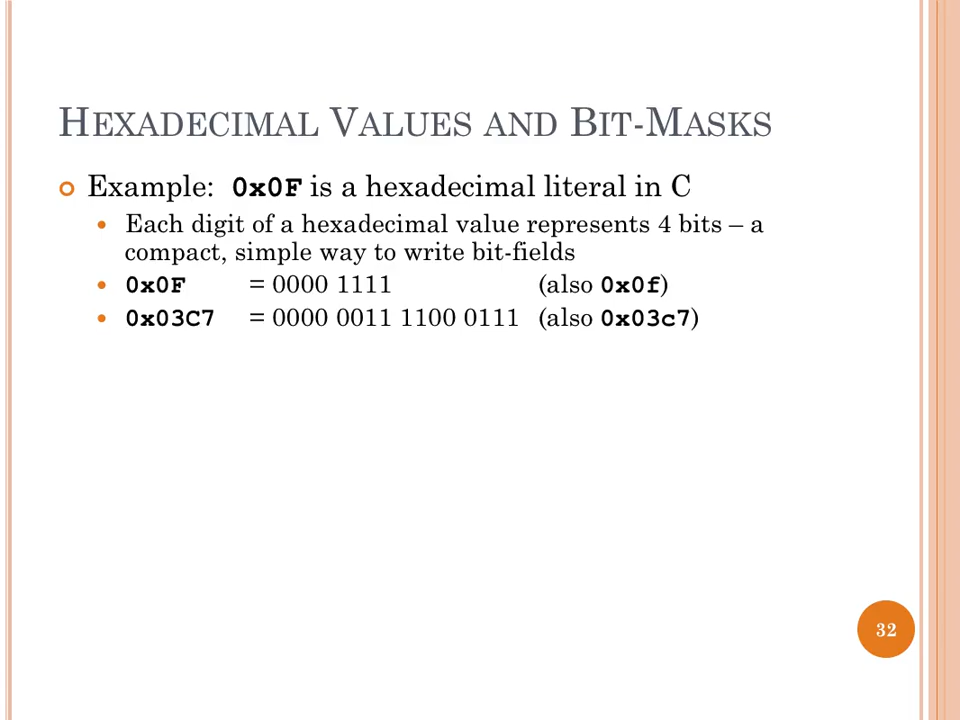 HEXADECIMAL VALUES AND BIT-MASKS
Example: 0x0F is a hexadecimal literal in C
Each digit of a hexadecimal value represents 4 bits – a
compact, simple way to write bit-fields
0x0F = 0000 1111 (also 0x0f)
0x03C7 = 0000 0011 1100 0111 (also 0x03c7)
32